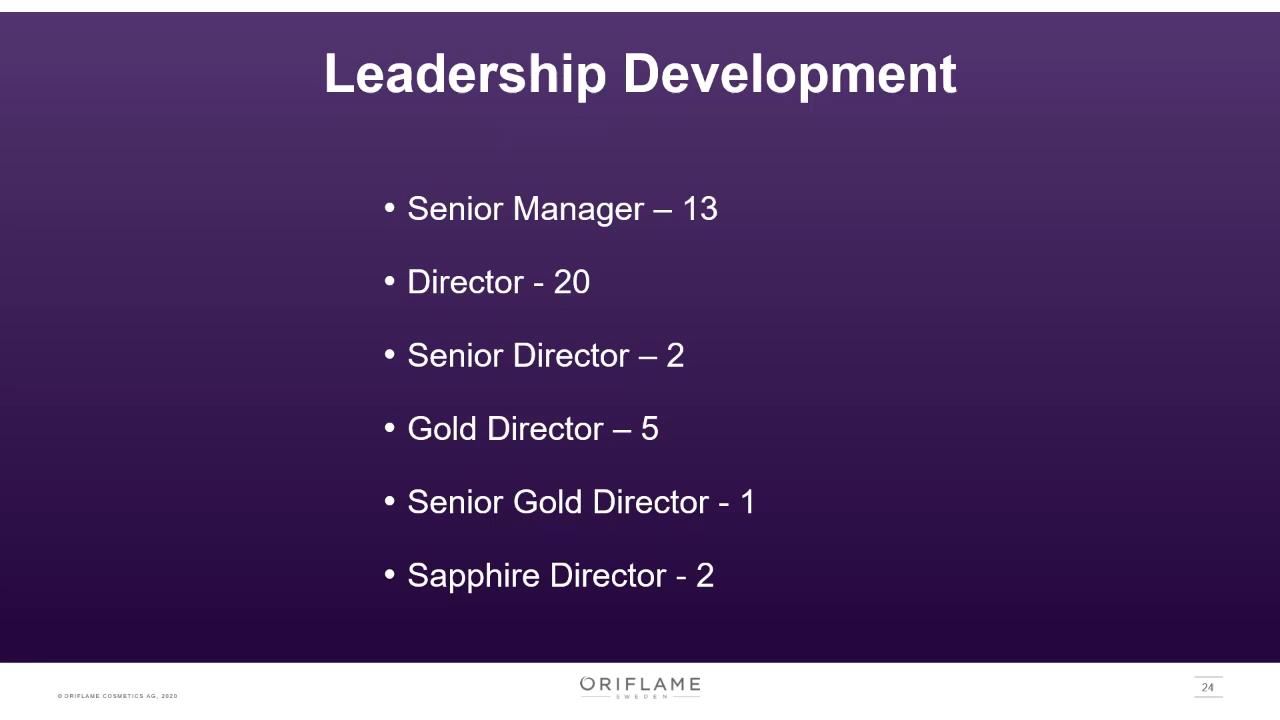 Leadership Development
• Senior Manager – 13
• Director - 20
• Senior Director – 2
• Gold Director – 5
• Senior Gold Director - 1
• Sapphire Director - 2
© ORIFLAME COSMETICS AG, 2020
ORIFLAME
SWEDEN
24